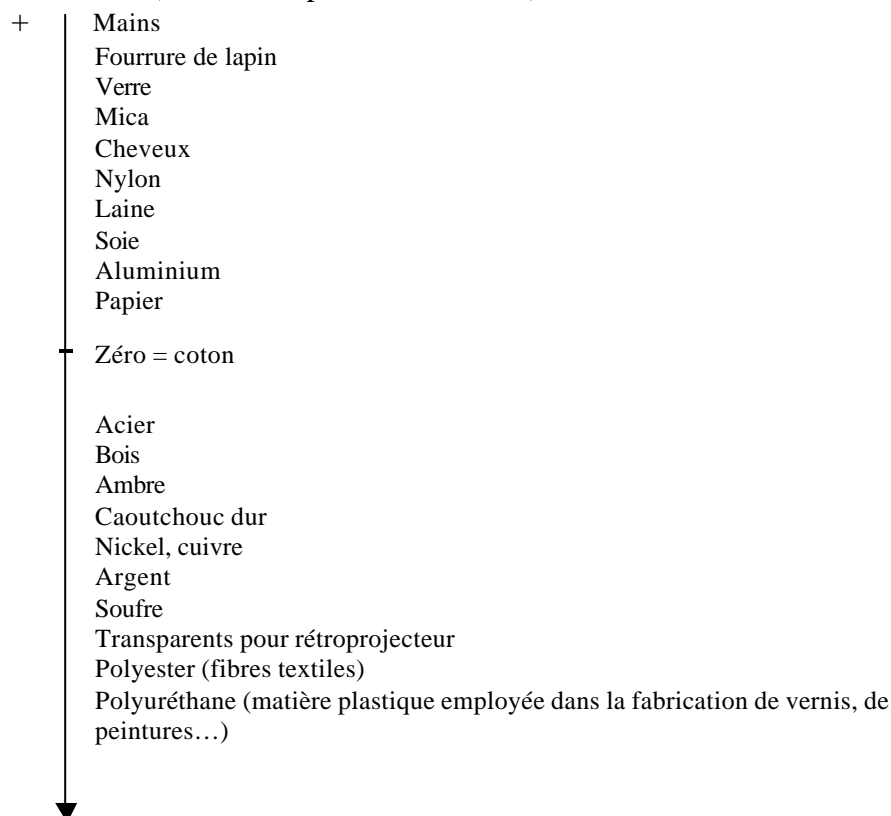 + Mains
Fourrure de lapin
Verre
Mica
Cheveux
Nylon
Laine
Soie
Aluminium
Papier
Zéro = coton
Acier
Bois
Ambre
Caoutchouc dur
Nickel, cuivre
Argent
Soufre
Transparents pour rétroprojecteur
Polyester (fibres textiles)
Polyuréthane (matière plastique employée dans la fabrication de vernis, de
peintures…)